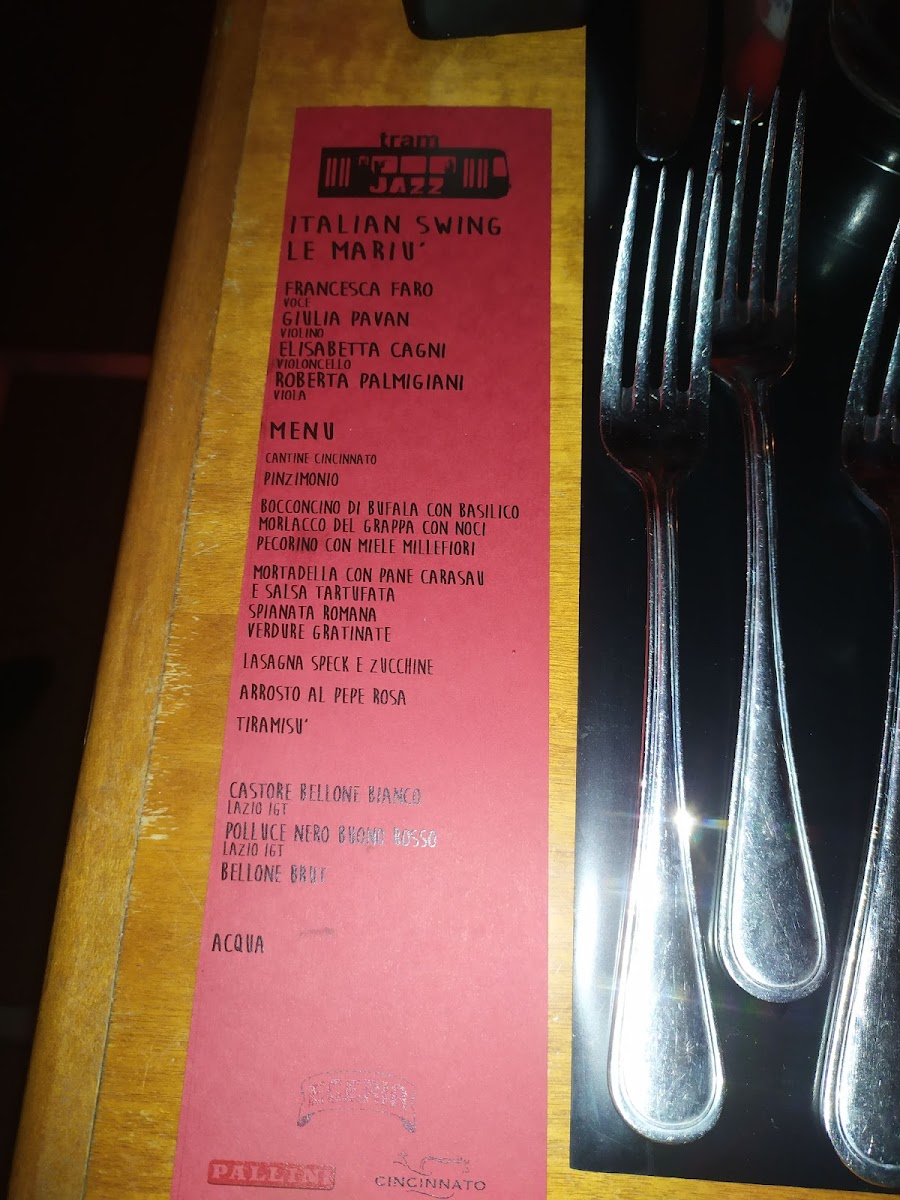 tram
JAZZ
ITALIAN SWING
LE MARIU'
FRANCESCA FARO
VOCE
GIULIA PAVAN
VIOLINO
ELISABETTA CAGNI
VIOLONCELLO
ROBERTA PALMIGIANI
VIOLA
MENU
CANTINE CINCINNATO
PINZIMONIO
BOCCONCINO DI BUFALA CON BASILICO
MORLACCO DEL GRAPPA CON NOCI
PECORINO CON MIELE MILLEFIORI
MORTADELLA CON PANE CARASAU
E SALSA TARTUFATA
SPIANATA ROMANA
VERDURE GRATINATE
LASAGNA SPECK E ZUCCHINE
ARROSTO AL PEPE ROSA
TIRAMISU'
CASTORE BELLONE BIANCO
LAZIO IGT
POLLUCE NERO BUONO ROSSO
LAZIO IGT
BELLONE BRUT
ACQUA
PALLINI
CINCINNATO